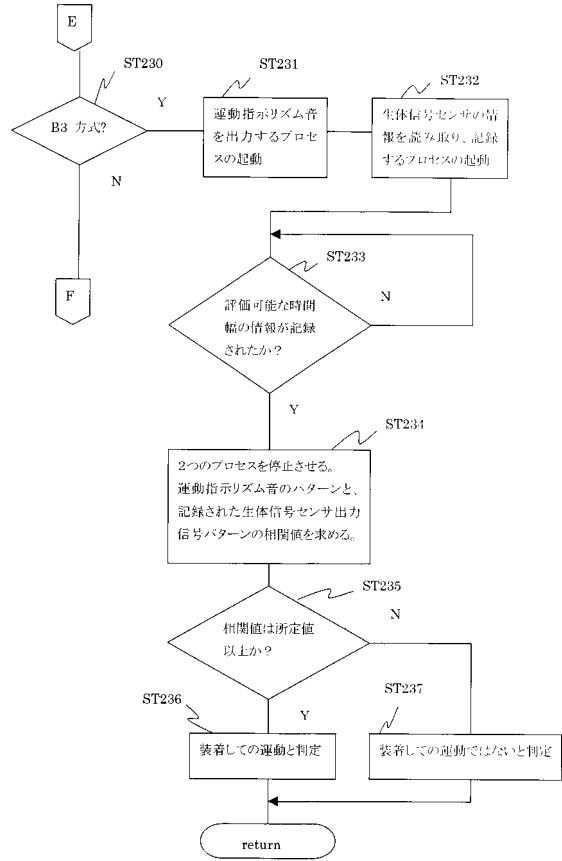 E
ST230
B3 方式?
Y
N
F
ST231
運動指示リズム音
を出力するプロセ
スの起動
ST232
生体信号センサの情
報を読み取り、記録
するプロセスの起動
ST233
評価可能な時間
幅の情報が記録
されたか？
N
Y
ST234
2つのプロセスを停止させる。
運動指示リズム音のパターンと、
記録された生体信号センサ出力
信号パターンの相関値を求める。
ST235
相関値は所定値
以上か？
N
Y
ST236
装着しての運動と判定
ST237
装着しての運動ではないと判定
return